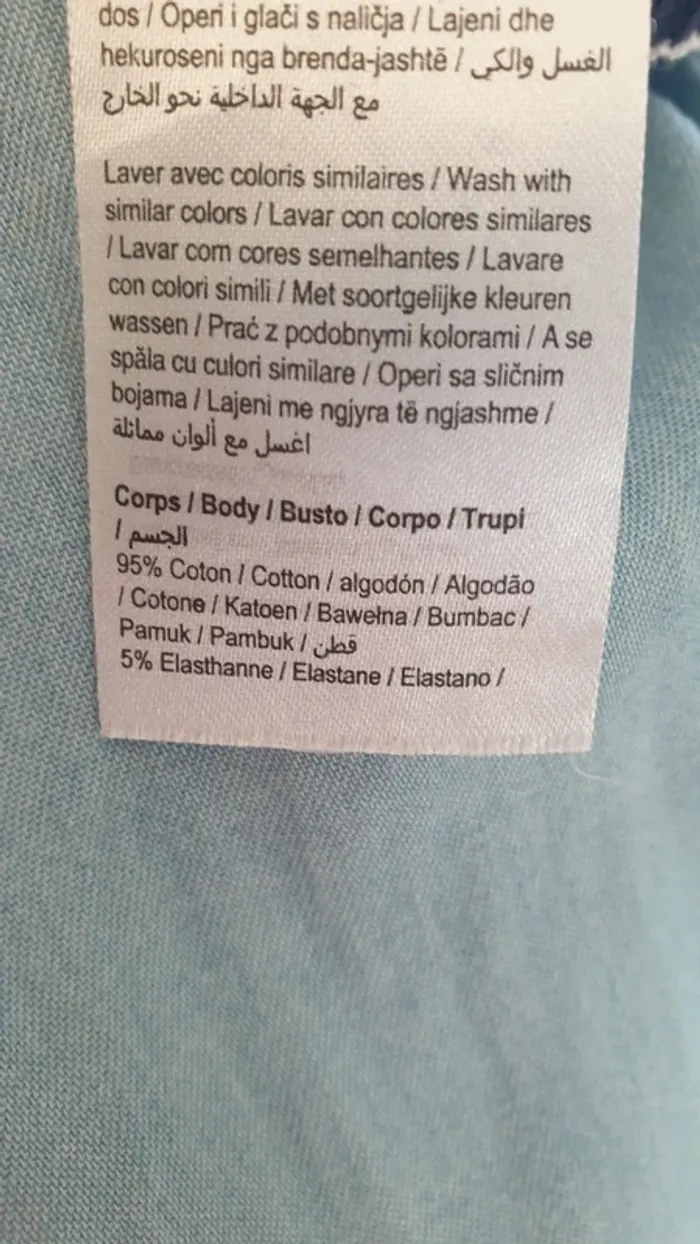 dos / Operi i glači s naličja / Lajeni dhe
hekuroseni nga brenda-jashtë / الغسل والكي
مع الجهة الداخلية نحو الخارج
Laver avec coloris similaires / Wash with
similar colors / Lavar con colores similares
/ Lavar com cores semelhantes / Lavare
con colori simili / Met soortgelijke kleuren
wassen / Prać z podobnymi kolorami / A se
spăla cu culori similare / Operi sa sličnim
bojama / Lajeni me ngjyra të ngjashme /
اغسل مع ألوان مماثلة
Corps / Body / Busto / Corpo / Trupi
/ الجسم
95% Coton / Cotton / algodón / Algodão
/ Cotone / Katoen / Bawełna / Bumbac /
Pamuk / Pambuk / قطن
5% Elasthanne / Elastane / Elastano /